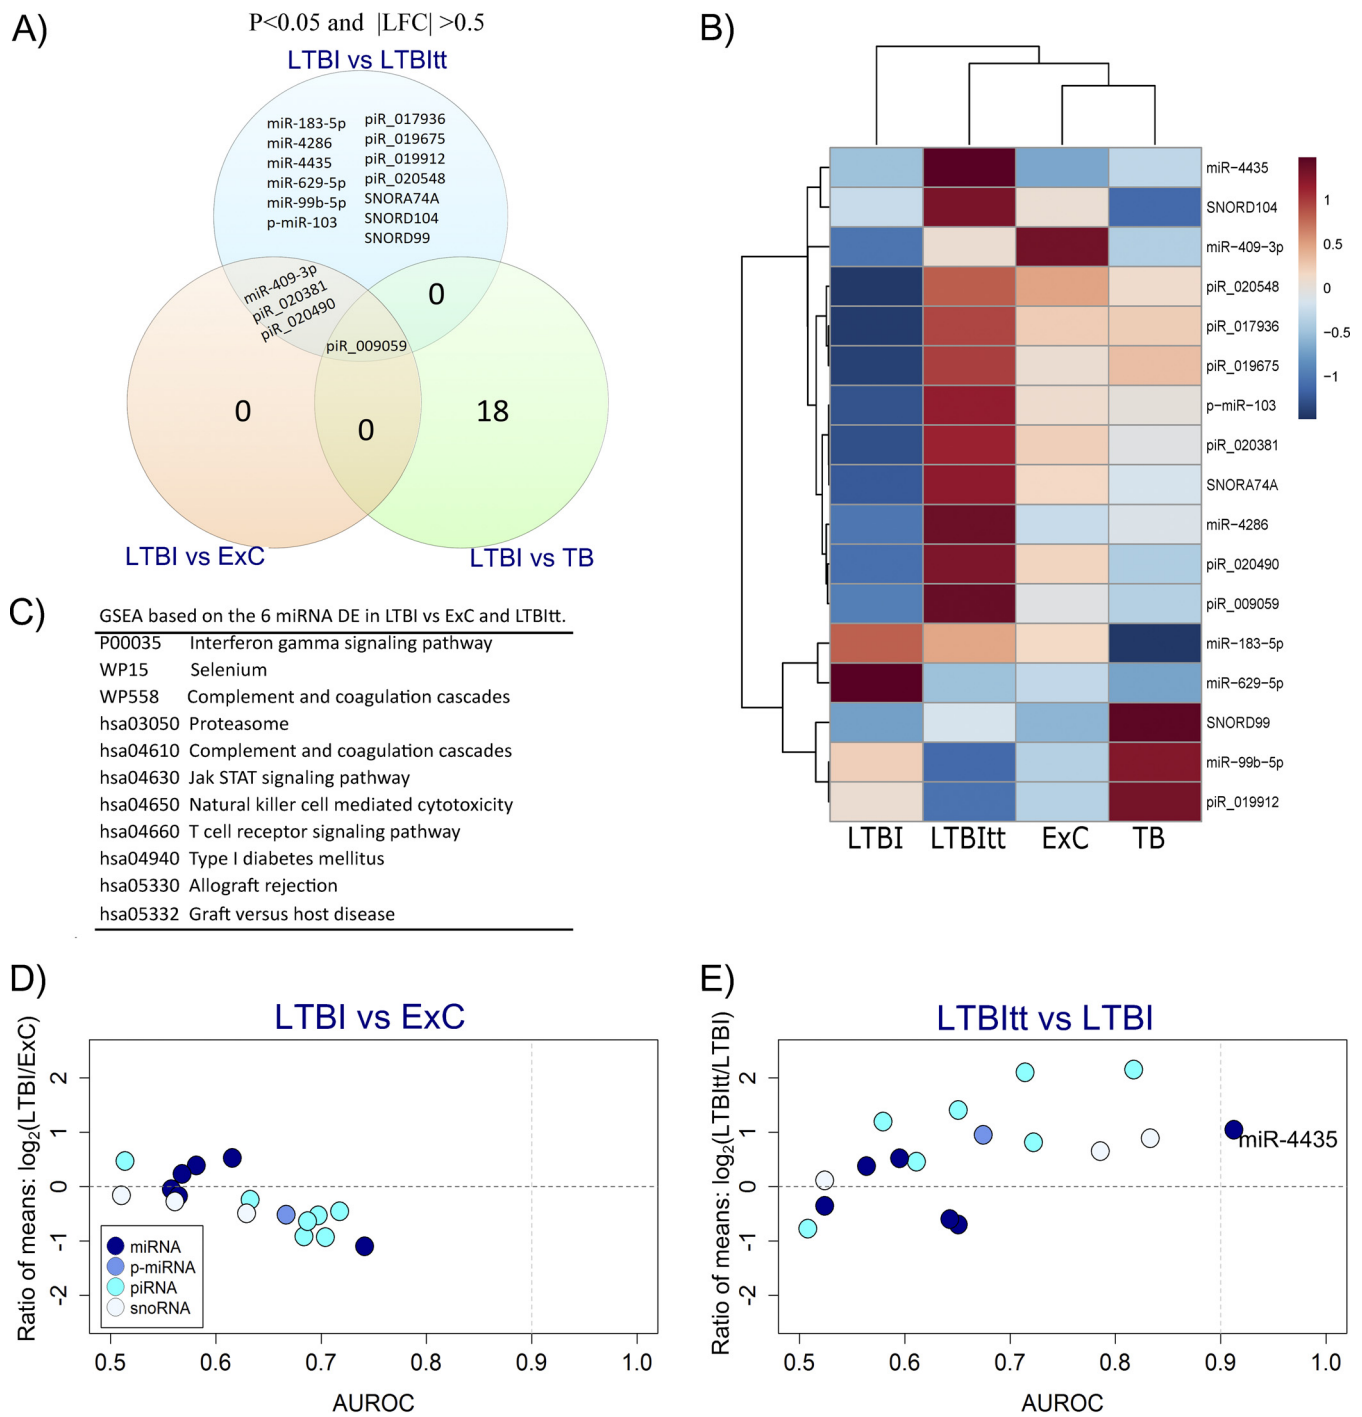 A)
P<0.05 and |LFC| >0.5
LTBI vs LTBItt
miR-183-5p
miR-4286
miR-4435
miR-629-5p
miR-99b-5p
p-miR-103
piR_017936
piR_019675
piR_019912
piR_020548
SNORA74A
SNORD104
SNORD99
miR-409-3p
piR_020381
piR_020490
0
piR_009059
0
0
18
LTBI vs ExC
LTBI vs TB
B)
miR−4435
SNORD104
miR−409−3p
piR_020548
piR_017936
piR_019675
p−miR−103
piR_020381
SNORA74A
miR−4286
piR_020490
piR_009059
miR−183−5p
miR−629−5p
SNORD99
miR−99b−5p
piR_019912
1
0.5
0
−0.5
−1
LTBI LTBItt ExC TB
C)
GSEA based on the 6 miRNA DE in LTBI vs ExC and LTBItt.
P00035 Interferon gamma signaling pathway
WP15 Selenium
WP558 Complement and coagulation cascades
hsa03050 Proteasome
hsa04610 Complement and coagulation cascades
hsa04630 Jak STAT signaling pathway
hsa04650 Natural killer cell mediated cytotoxicity
hsa04660 T cell receptor signaling pathway
hsa04940 Type I diabetes mellitus
hsa05330 Allograft rejection
hsa05332 Graft versus host disease
D)
LTBI vs ExC
Ratio of means: log2(LTBI/ExC)
2
1
0
-1
-2
miRNA
p-miRNA
piRNA
snoRNA
0.5 0.6 0.7 0.8 0.9 1.0
AUROC
E)
LTBItt vs LTBI
Ratio of means: log2(LTBItt/LTBI)
2
1
0
-1
-2
miR-4435
0.5 0.6 0.7 0.8 0.9 1.0
AUROC